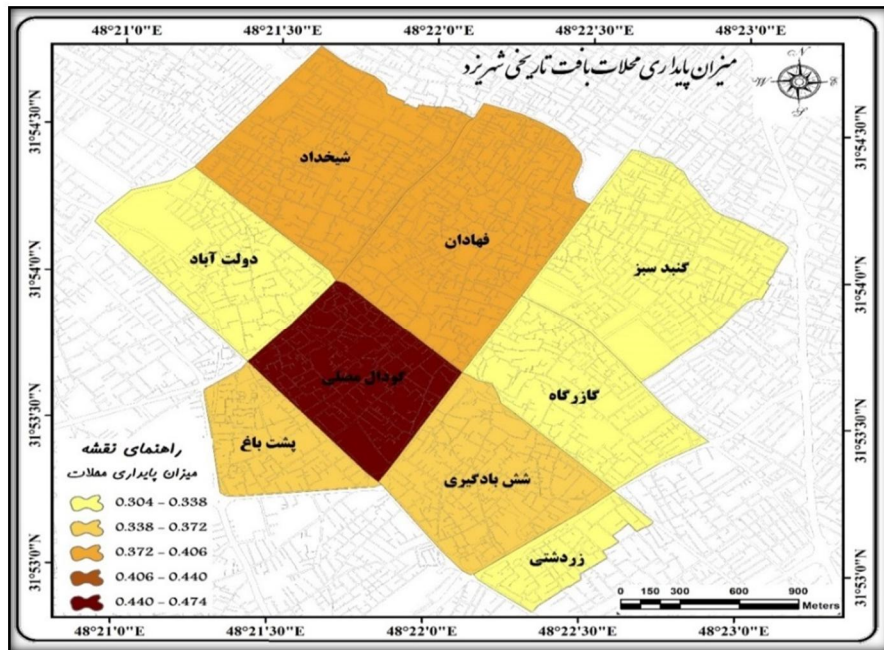 48°21'0"E 48°21'30"E 48°22'0"E 48°22'30"E 48°23'0"E
میزان پایداری محلات بافت تاریخی شهر یزد
N
W E
S
31°54'30"N 31°54'30"N
شیخداد
فهادان
گنبد سبز
دولت آباد
31°54'0"N 31°54'0"N
گودال مصلی
گازرگاه
31°53'30"N 31°53'30"N
پشت باغ
شش بادگیری
زردشتی
راهنمای نقشه
میزان پایداری محلات
0.304 - 0.338
0.338 - 0.372
0.372 - 0.406
0.406 - 0.440
0.440 - 0.474
31°53'0"N 31°53'0"N
0 150 300 600 900
Meters
48°21'0"E 48°21'30"E 48°22'0"E 48°22'30"E 48°23'0"E